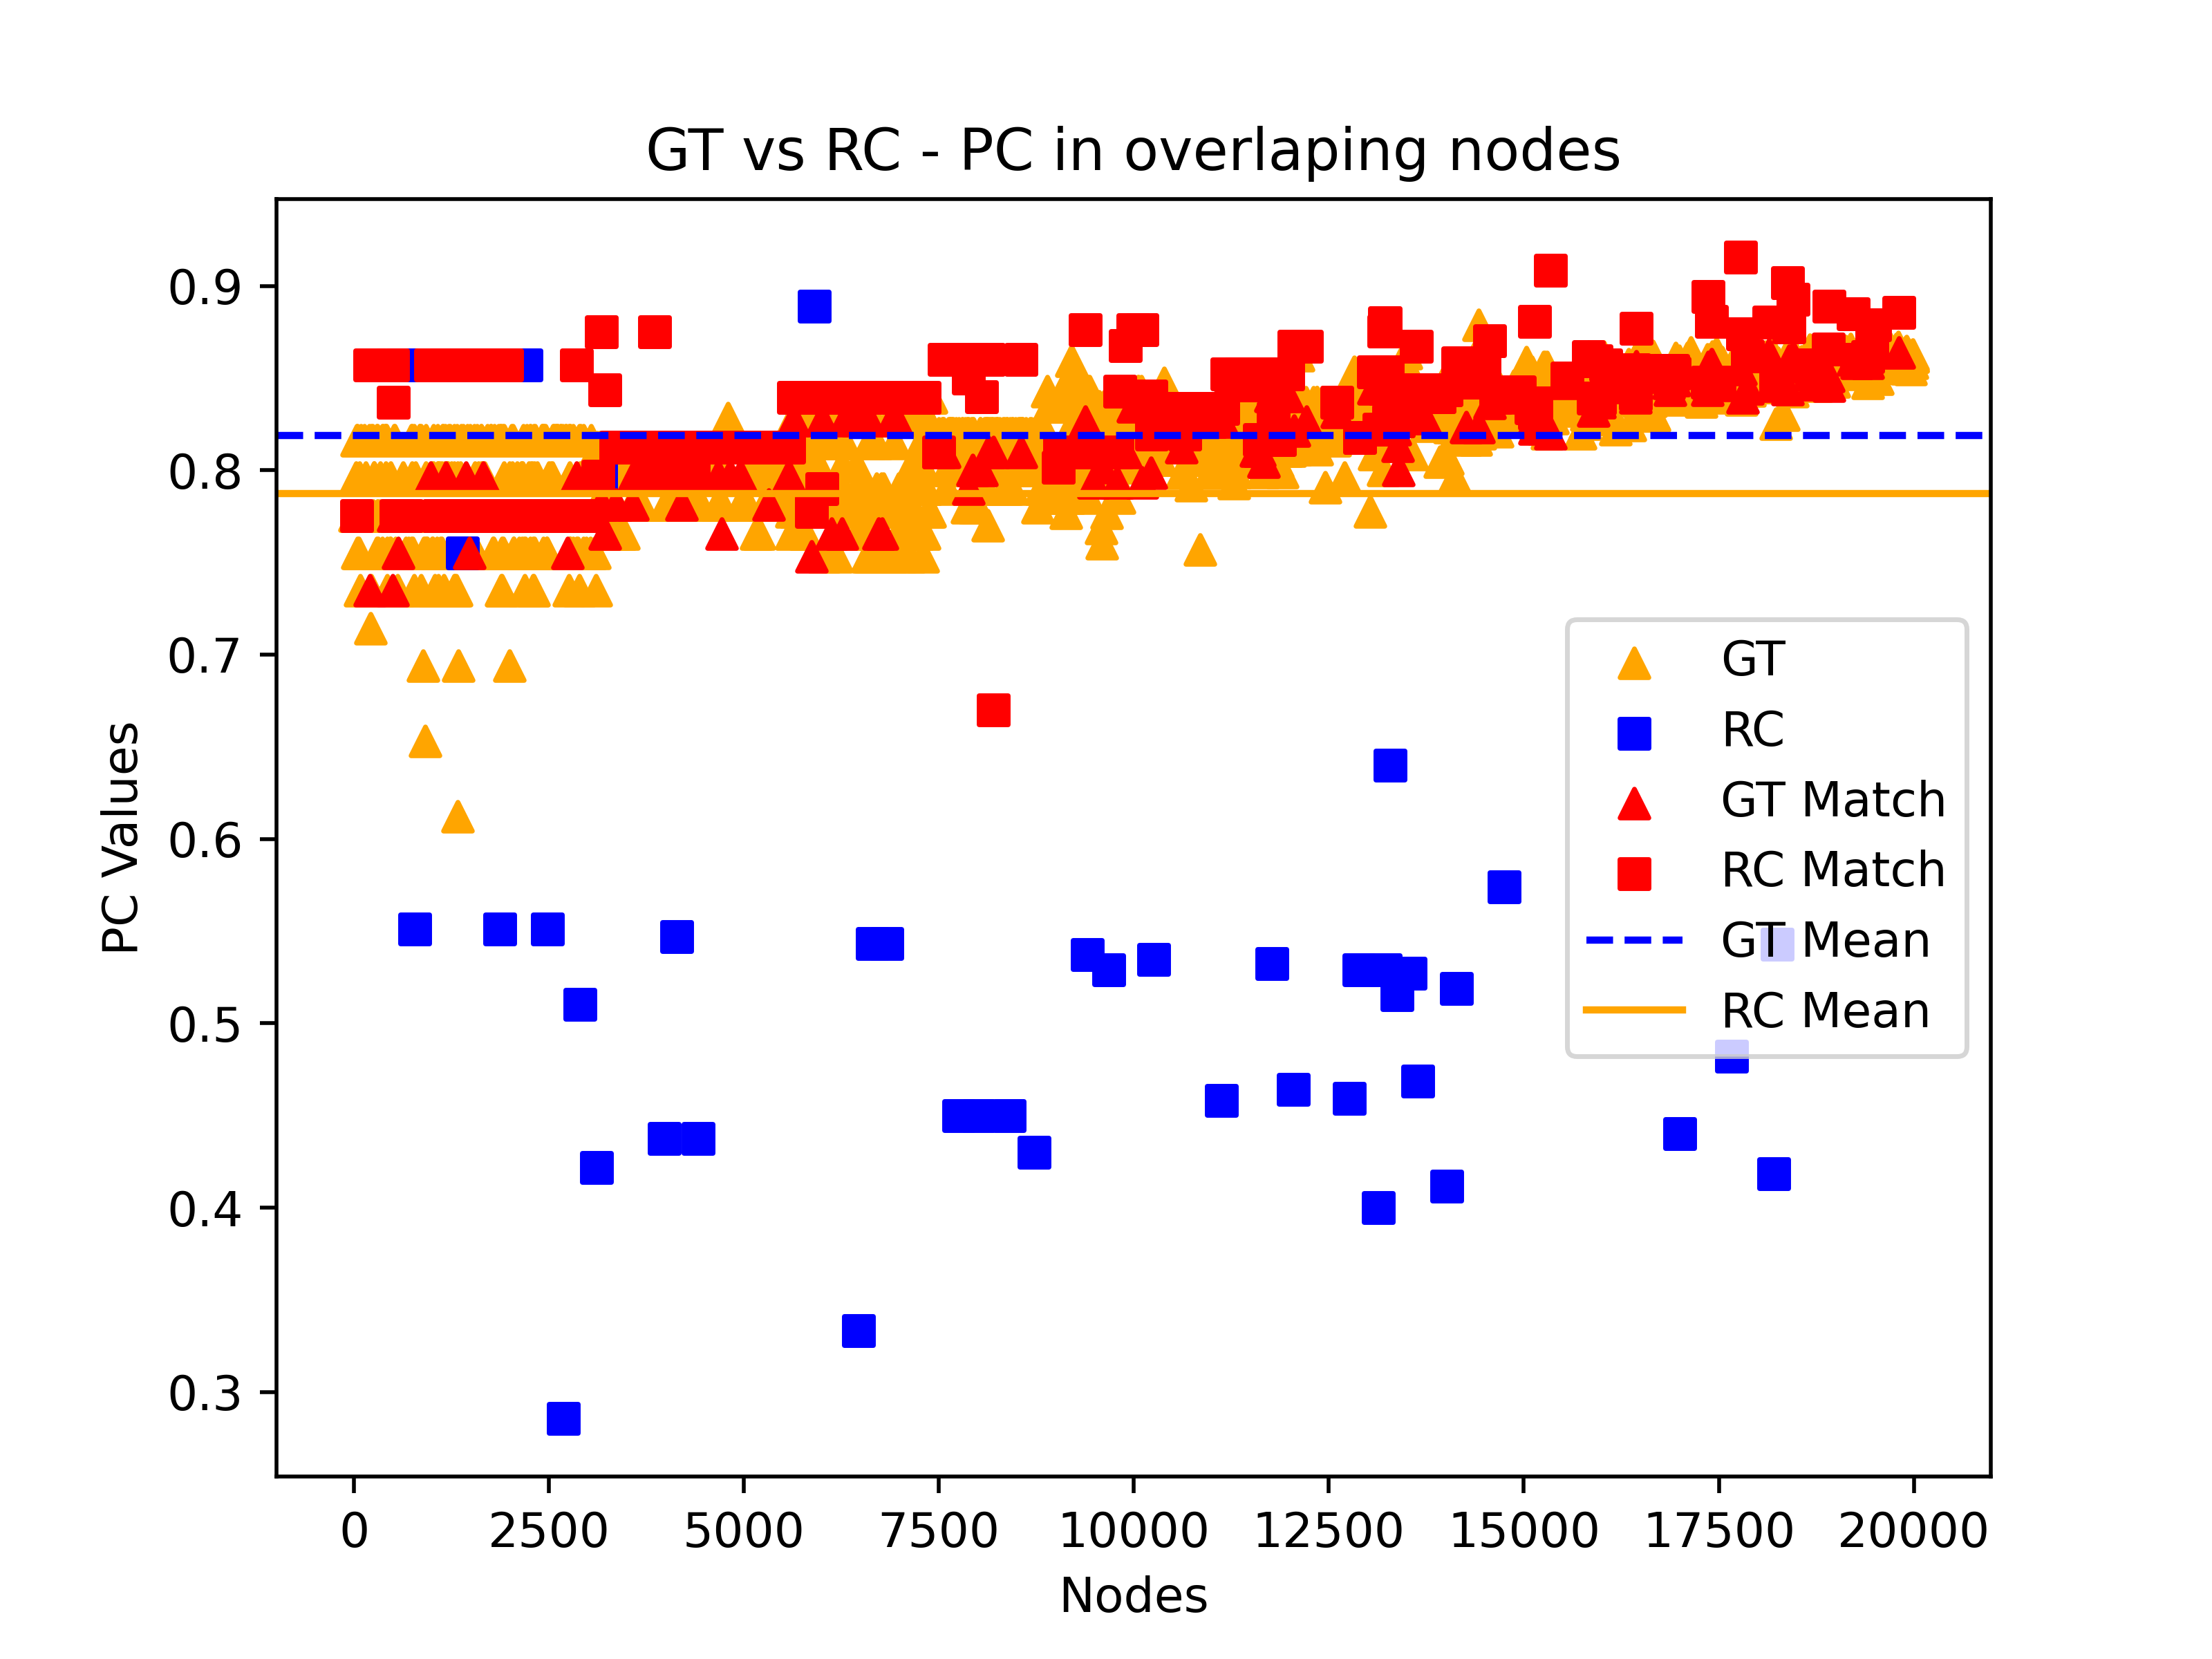 GT vs RC - PC in overlaping nodes
0.9
0.8
0.7
0.6
0.5
0.4
0.3
PC Values
GT
RC
GT Match
RC Match
GT Mean
RC Mean
0 2500 5000 7500 10000 12500 15000 17500 20000
Nodes